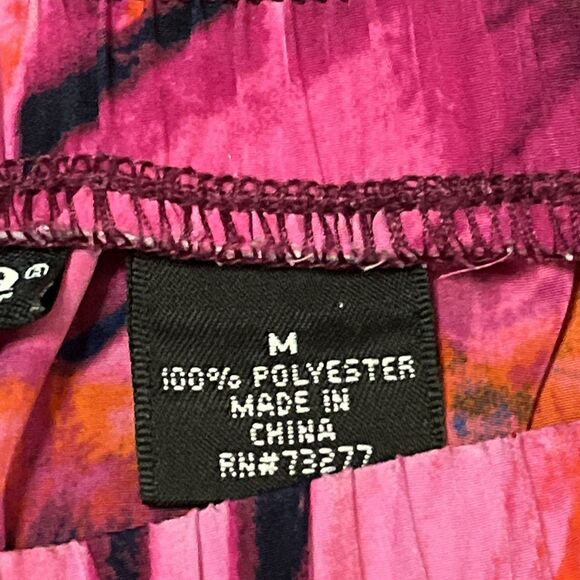 M
100% POLYESTER
MADE IN
CHINA
RN#73277